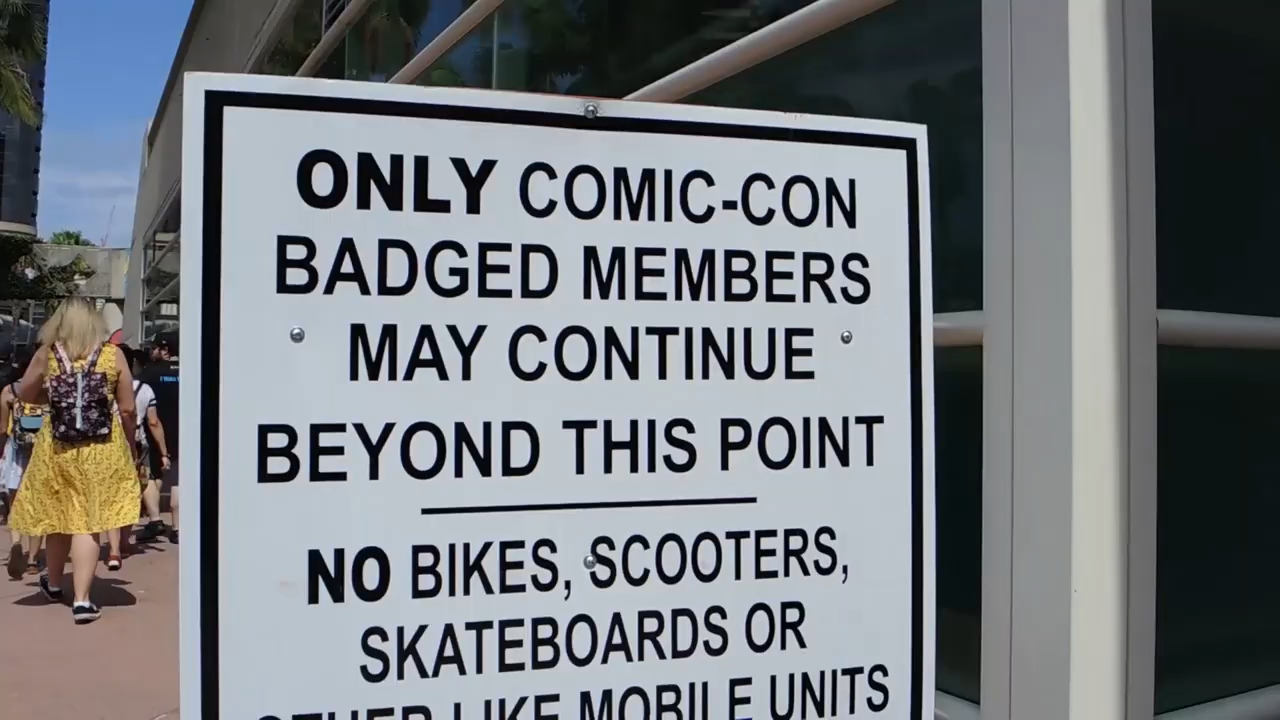 ONLY COMIC-CON
BADGED MEMBERS
MAY CONTINUE
BEYOND THIS POINT
NO BIKES, SCOOTERS,
SKATEBOARDS OR
OTHER LIKE MOBILE UNITS